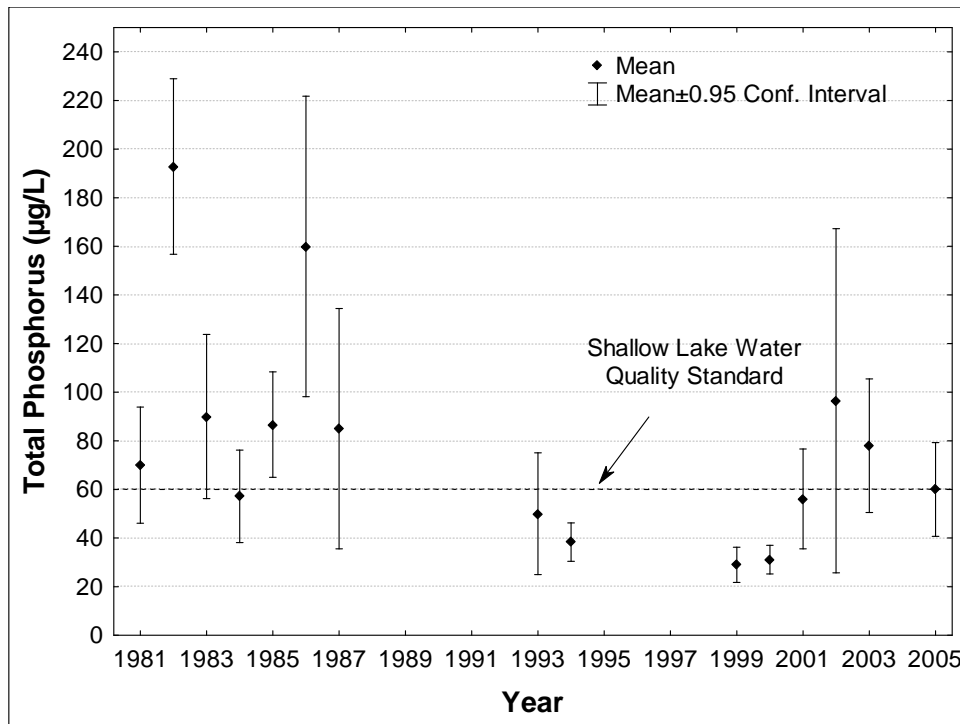 Total Phosphorus (µg/L)
240
220
200
180
160
140
120
100
80
60
40
20
0
Mean
Mean±0.95 Conf. Interval
Shallow Lake Water
Quality Standard
1981 1983 1985 1987 1989 1991 1993 1995 1997 1999 2001 2003 2005
Year